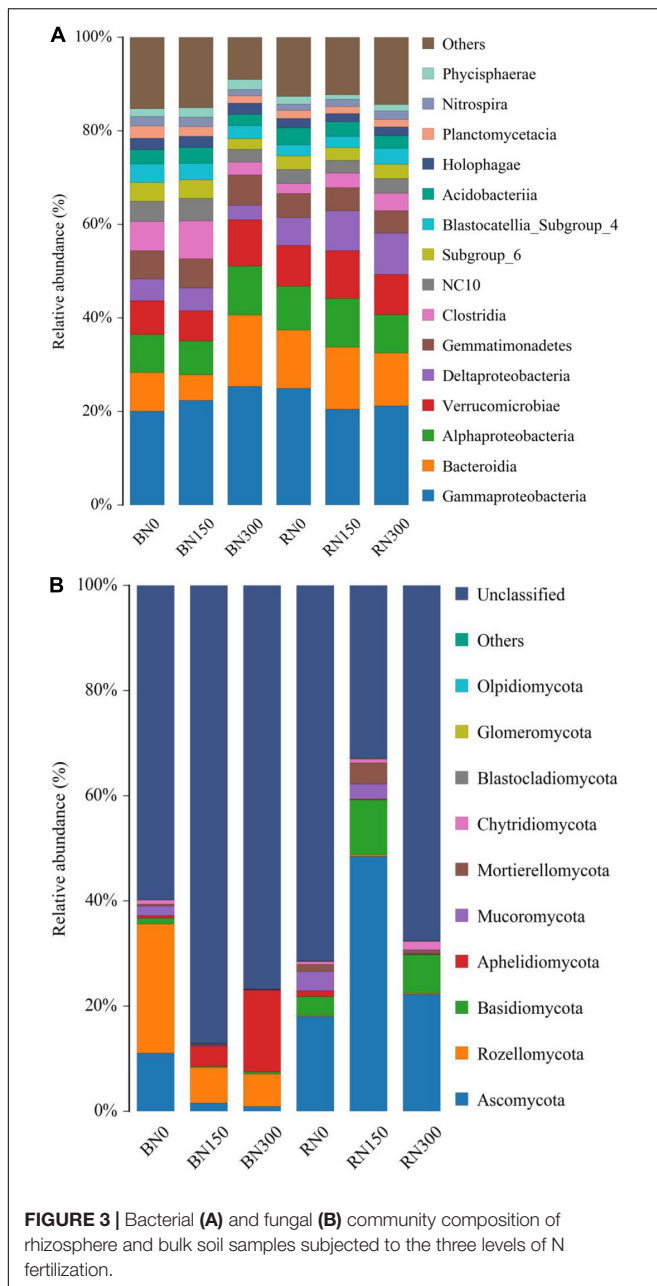 A
100%
80%
60%
40%
20%
0%
Relative abundance (%)
BN0
BN150
BN300
RN0
RN150
RN300
Others
Phycisphaerae
Nitrospira
Planctomycetacia
Holophagae
Acidobacteriia
Blastocatellia_Subgroup_4
Subgroup_6
NC10
Clostridia
Gemmatimonadetes
Deltaproteobacteria
Verrucomicrobiae
Alphaproteobacteria
Bacteroidia
Gammaproteobacteria
B
100%
80%
60%
40%
20%
0%
Relative abundance (%)
BN0
BN150
BN300
RN0
RN150
RN300
Unclassified
Others
Olpidiomycota
Glomeromycota
Blastocladiomycota
Chytridiomycota
Mortierellomycota
Mucoromycota
Aphelidiomycota
Basidiomycota
Rozellomycota
Ascomycota
FIGURE 3 | Bacterial (A) and fungal (B) community composition of
rhizosphere and bulk soil samples subjected to the three levels of N
fertilization.